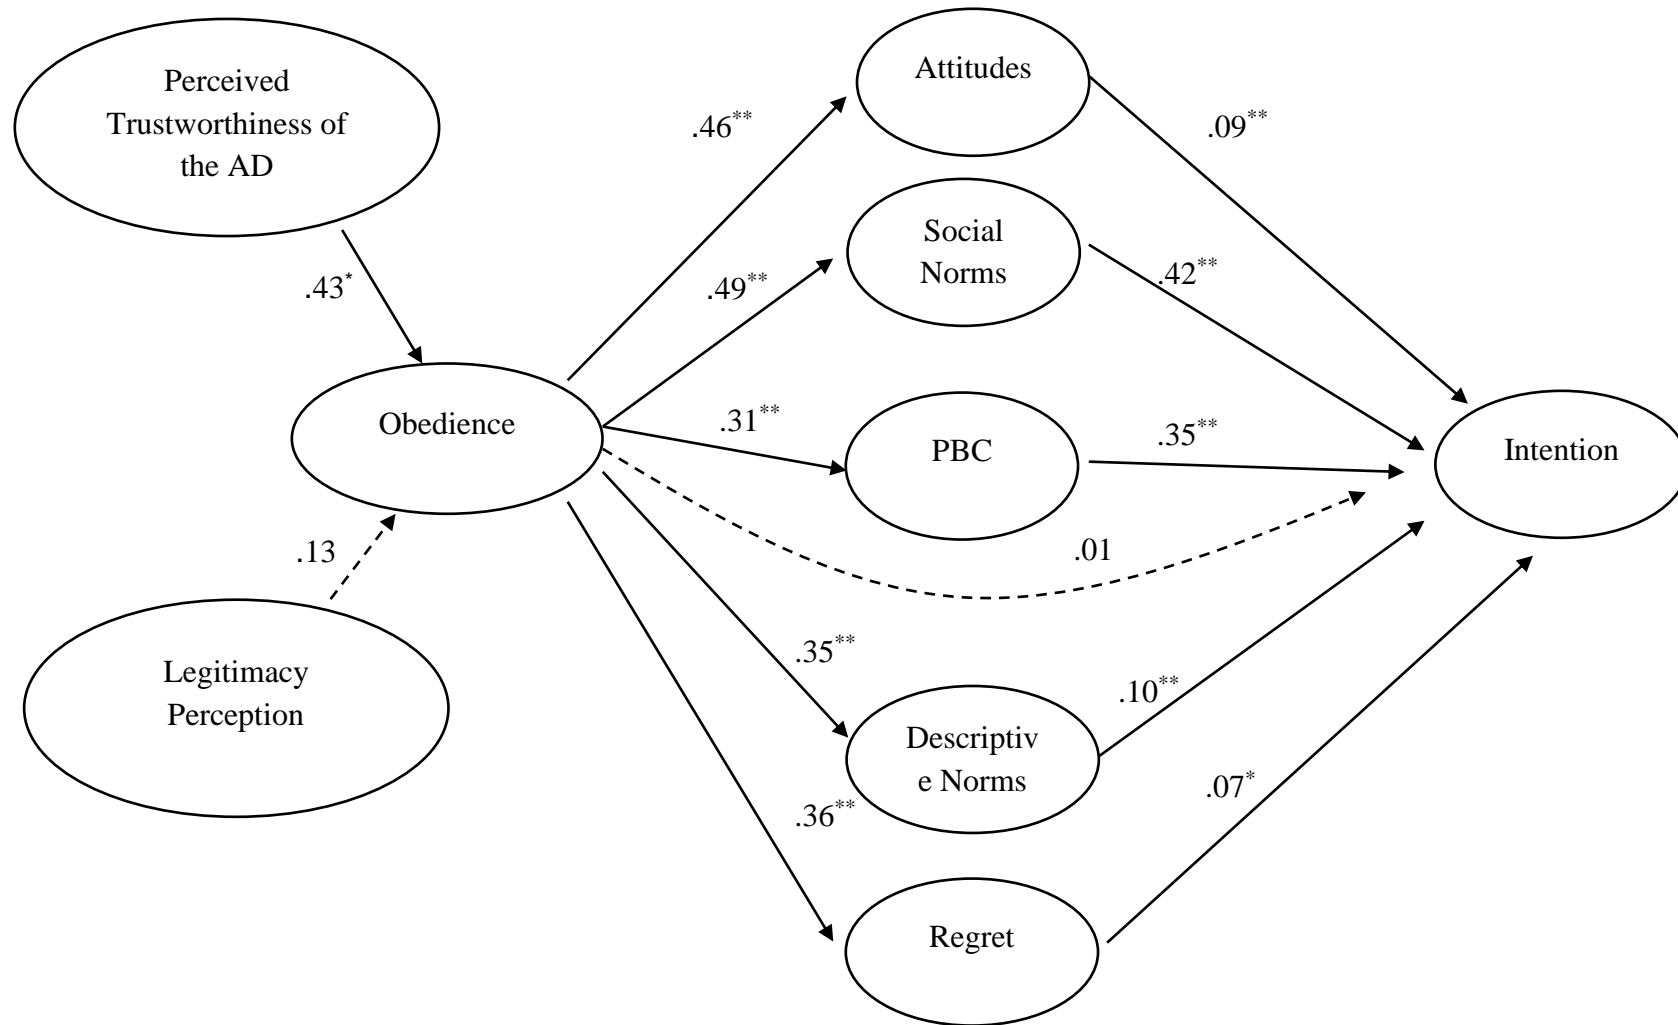 Perceived
Trustworthiness of
the AD
Attitudes
.46**
.09**
Social
Norms
.43*
.49**
.42**
Obedience
.31**
PBC
.35**
Intention
.13
.01
Legitimacy
Perception
.35**
.10**
Descriptiv
e Norms
.36**
.07*
Regret